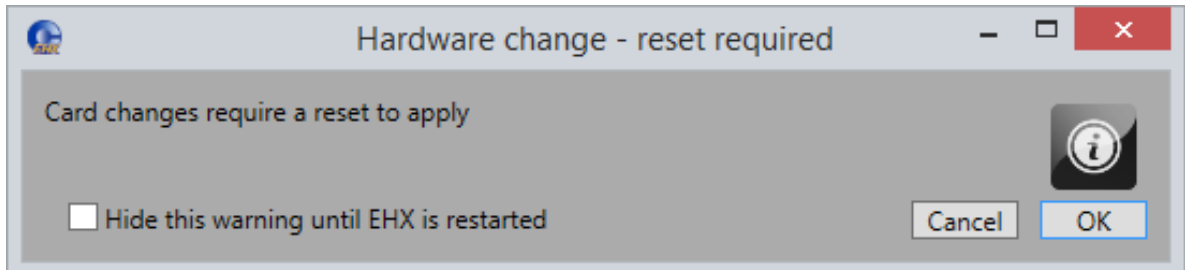 EHX
Hardware change - reset required
Card changes require a reset to apply
Hide this warning until EHX is restarted
Cancel
OK